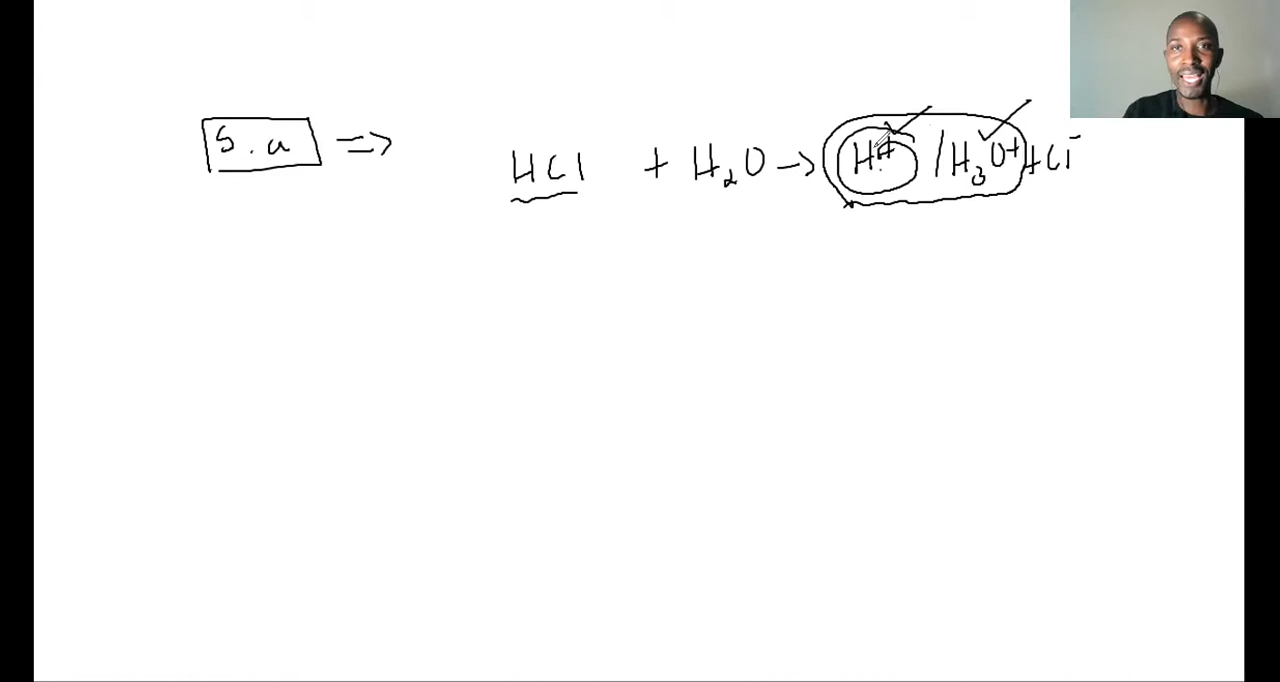 S.a => HCl + H₂O → H⁺ / H₃O⁺ + Cl⁻